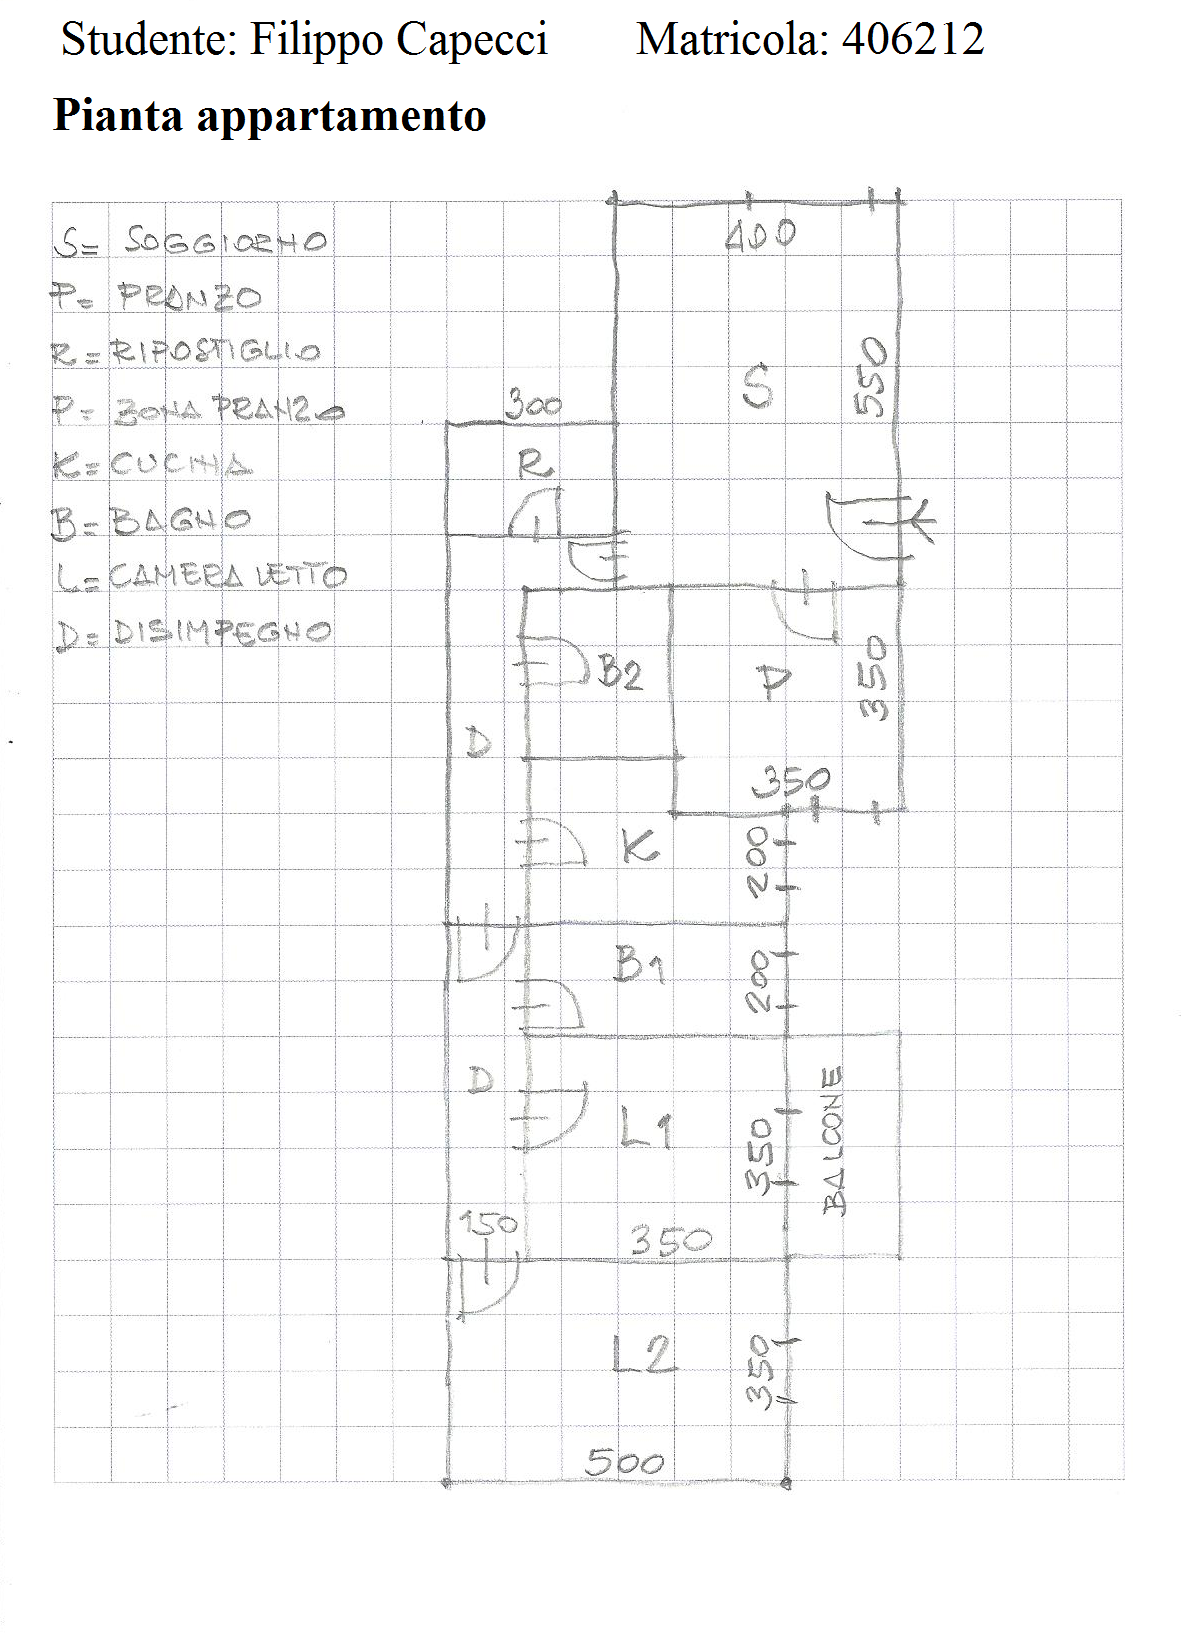 Studente: Filippo Capecci Matricola: 406212
Pianta appartamento
S= SOGGIORNO
P= PRANZO
R= RIPOSTIGLIO
P= ZONA PRANZO
K= CUCINA
B= BAGNO
L= CAMERA LETTO
D= DISIMPEGNO
400
S
550
300
R
B2
P
350
D
350
K
200
B1
200
D
L1
350
BALCONE
150
350
L2
350
500